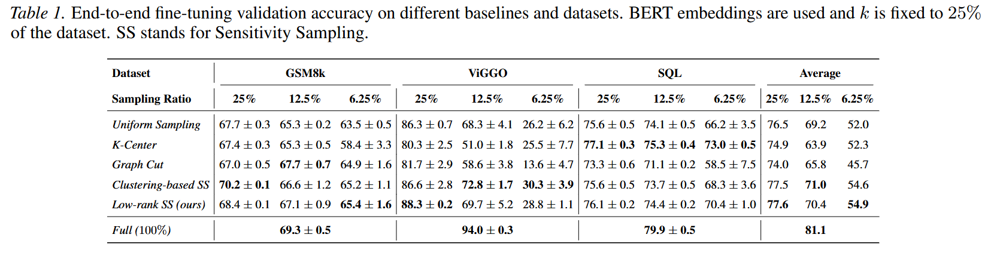 Table 1. End-to-end fine-tuning validation accuracy on different baselines and datasets. BERT embeddings are used and k is fixed to 25%
of the dataset. SS stands for Sensitivity Sampling.
Dataset GSM8k ViGGO SQL Average
Sampling Ratio 25% 12.5% 6.25% 25% 12.5% 6.25% 25% 12.5% 6.25% 25% 12.5% 6.25%
Uniform Sampling 67.7 ± 0.3 65.3 ± 0.2 63.5 ± 0.5 86.3 ± 0.7 68.3 ± 4.1 26.2 ± 6.2 75.6 ± 0.5 74.1 ± 0.5 66.2 ± 3.5 76.5 69.2 52.0
K-Center 67.4 ± 0.3 65.3 ± 0.5 58.4 ± 3.3 80.3 ± 2.5 51.0 ± 1.8 25.5 ± 7.7 77.1 ± 0.3 75.3 ± 0.4 73.0 ± 0.5 74.9 63.9 52.3
Graph Cut 67.0 ± 0.5 67.7 ± 0.7 64.9 ± 1.6 81.7 ± 2.9 58.6 ± 3.8 13.6 ± 4.7 73.3 ± 0.6 71.1 ± 0.2 58.5 ± 7.5 74.0 65.8 45.7
Clustering-based SS 70.2 ± 0.1 66.6 ± 1.2 65.2 ± 1.1 86.6 ± 2.8 72.8 ± 1.7 30.3 ± 3.9 75.6 ± 0.5 73.7 ± 0.5 68.3 ± 3.6 77.5 71.0 54.6
Low-rank SS (ours) 68.4 ± 0.1 67.1 ± 0.9 65.4 ± 1.6 88.3 ± 0.2 69.7 ± 5.2 28.8 ± 1.1 76.1 ± 0.2 74.4 ± 0.2 70.4 ± 1.0 77.6 70.4 54.9
Full (100%) 69.3 ± 0.5 94.0 ± 0.3 79.9 ± 0.5 81.1